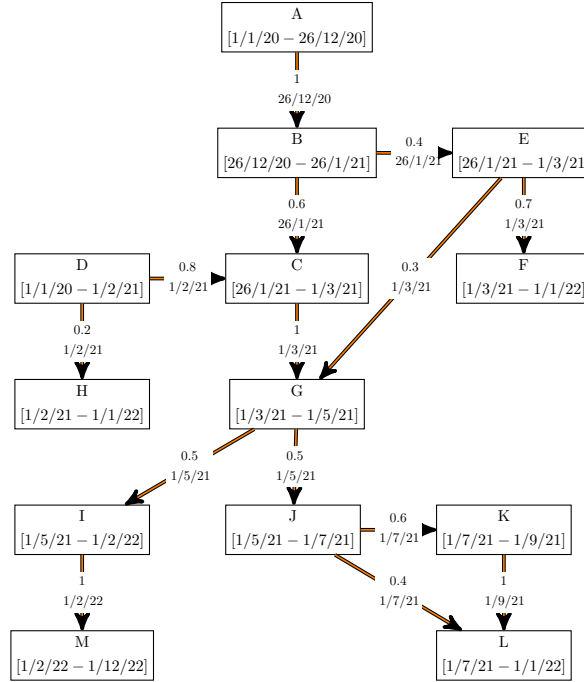 A
[1/1/20 − 26/12/20]
1
26/12/20
B
[26/12/20 − 26/1/21]
0.4
26/1/21
E
[26/1/21 − 1/3/21
0.6
26/1/21
0.7
1/3/21
0.3
1/3/21
D
[1/1/20 − 1/2/21]
0.8
1/2/21
C
[26/1/21 − 1/3/21]
F
[1/3/21 − 1/1/22]
0.2
1/2/21
1
1/3/21
H
[1/2/21 − 1/1/22]
G
[1/3/21 − 1/5/21]
0.5
1/5/21
0.5
1/5/21
I
[1/5/21 − 1/2/22]
J
[1/5/21 − 1/7/21]
0.6
1/7/21
K
[1/7/21 − 1/9/21]
1
1/2/22
0.4
1/7/21
1
1/9/21
M
[1/2/22 − 1/12/22]
L
[1/7/21 − 1/1/22]